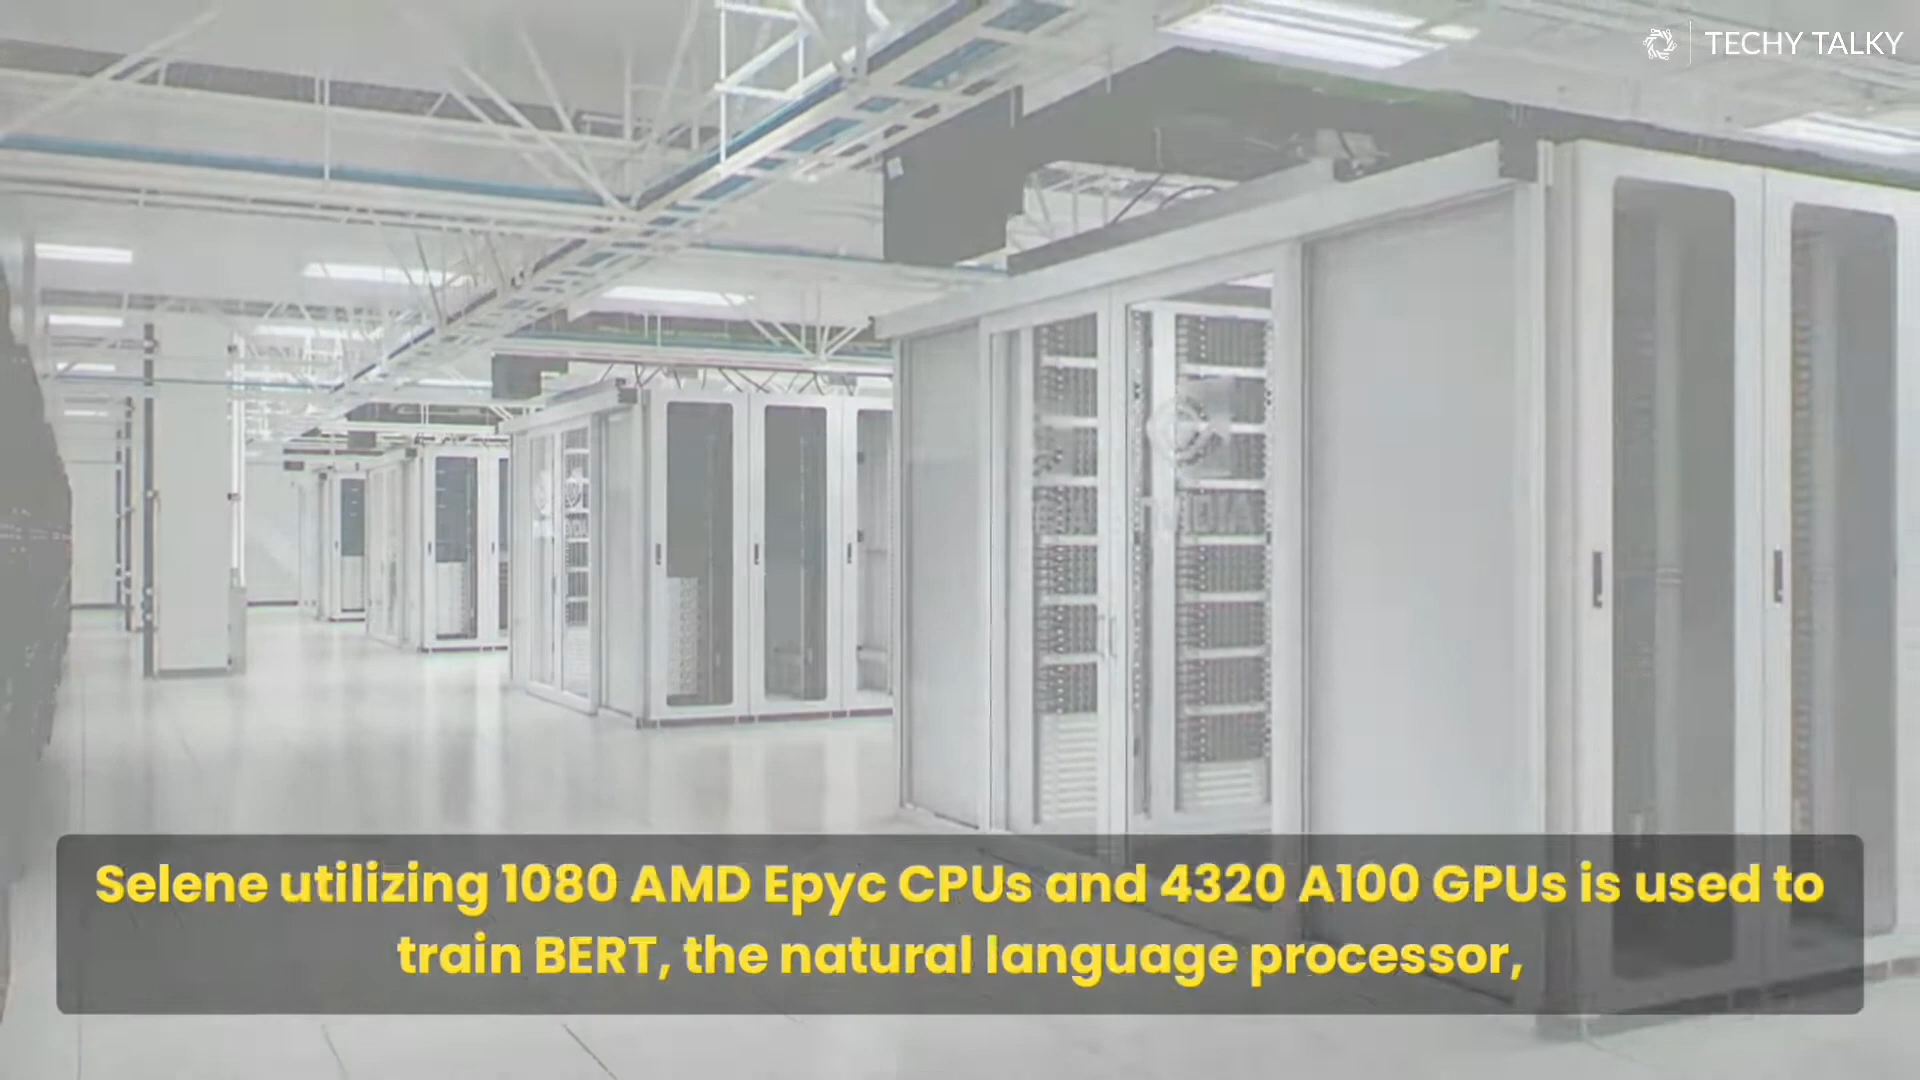 TECHY TALKY
Selene utilizing 1080 AMD Epyc CPUs and 4320 A100 GPUs is used to
train BERT, the natural language processor,